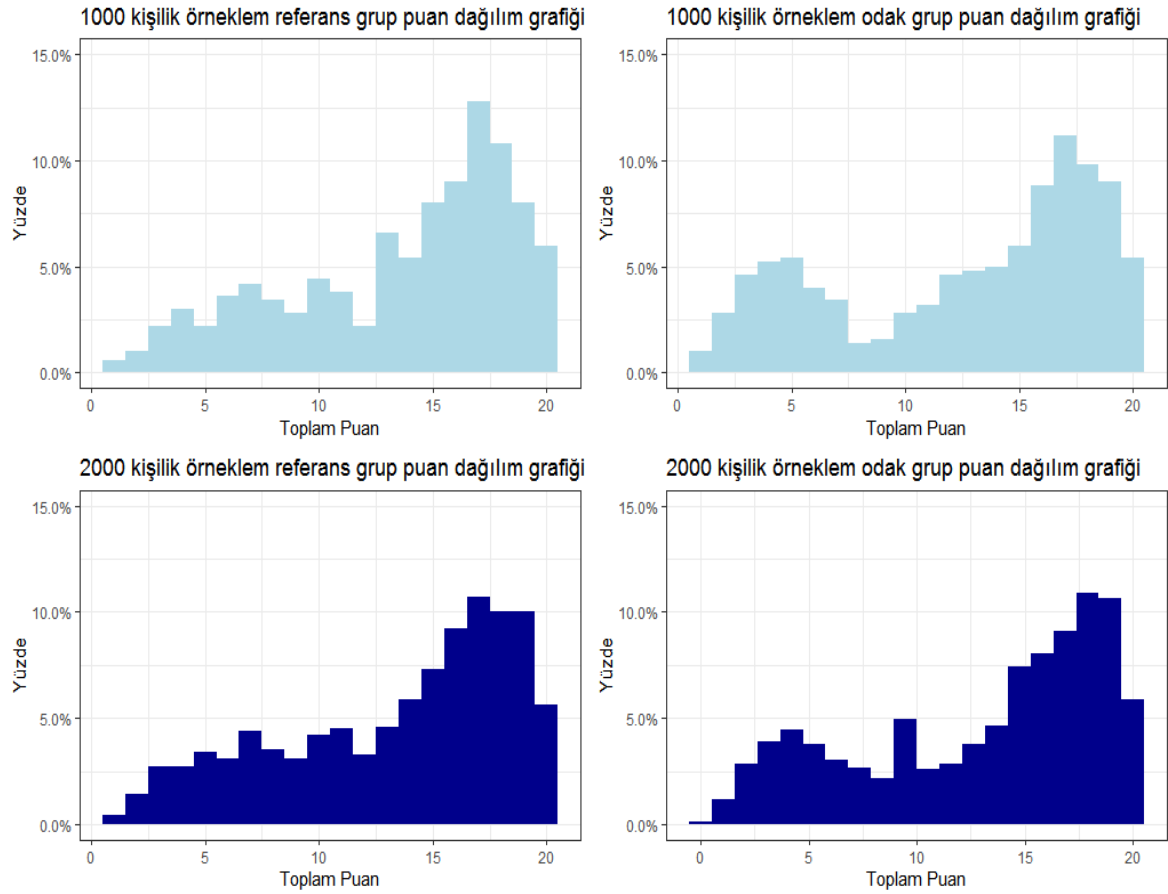 1000 kişilik örneklem referans grup puan dağılım grafiği
15.0%
10.0%
5.0%
0.0%
Yüzde
0 5 10 15 20
Toplam Puan
1000 kişilik örneklem odak grup puan dağılım grafiği
15.0%
10.0%
5.0%
0.0%
Yüzde
0 5 10 15 20
Toplam Puan
2000 kişilik örneklem referans grup puan dağılım grafiği
15.0%
10.0%
5.0%
0.0%
Yüzde
0 5 10 15 20
Toplam Puan
2000 kişilik örneklem odak grup puan dağılım grafiği
15.0%
10.0%
5.0%
0.0%
Yüzde
0 5 10 15 20
Toplam Puan